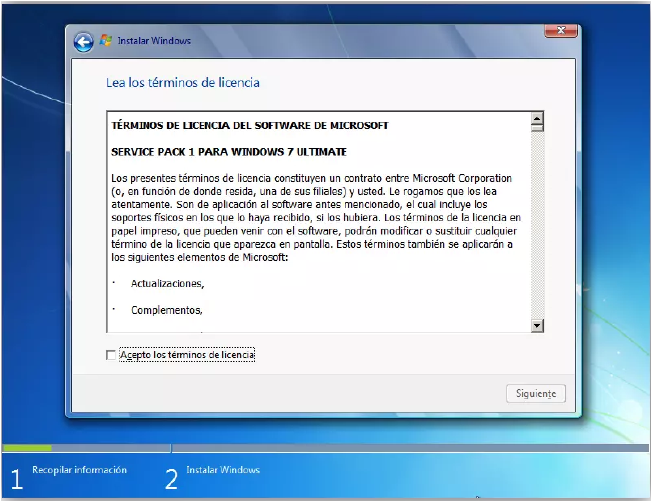 Instalar Windows
Lea los términos de licencia
TÉRMINOS DE LICENCIA DEL SOFTWARE DE MICROSOFT
SERVICE PACK 1 PARA WINDOWS 7 ULTIMATE
Los presentes términos de licencia constituyen un contrato entre Microsoft Corporation
(o, en función de donde resida, una de sus filiales) y usted. Le rogamos que los lea
atentamente. Son de aplicación al software antes mencionado, el cual incluye los
soportes físicos en los que lo haya recibido, si los hubiera. Los términos de la licencia en
papel impreso, que pueden venir con el software, podrán modificar o sustituir cualquier
término de la licencia que aparezca en pantalla. Estos términos también se aplicarán a
los siguientes elementos de Microsoft:
· Actualizaciones,
· Complementos,
Acepto los términos de licencia
Siguiente
1 Recopilar información
2 Instalar Windows